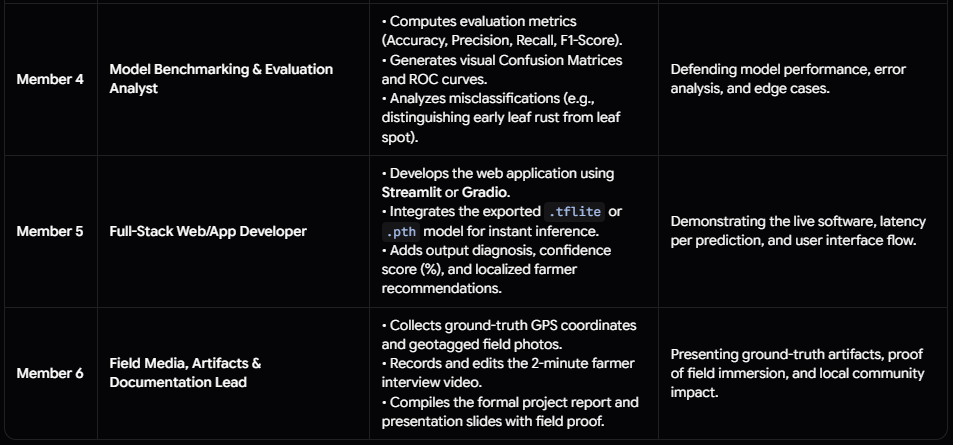 • Computes evaluation metrics
(Accuracy, Precision, Recall, F1-Score).
• Generates visual Confusion Matrices
and ROC curves.
• Analyzes misclassifications (e.g.,
distinguishing early leaf rust from leaf
spot).
Member 4
Model Benchmarking & Evaluation
Analyst
Defending model performance, error
analysis, and edge cases.
Member 5
Full-Stack Web/App Developer
• Develops the web application using
Streamlit or Gradio.
• Integrates the exported .tflite or
.pth model for instant inference.
• Adds output diagnosis, confidence
score (%), and localized farmer
recommendations.
Demonstrating the live software, latency
per prediction, and user interface flow.
Member 6
Field Media, Artifacts &
Documentation Lead
• Collects ground-truth GPS coordinates
and geotagged field photos.
• Records and edits the 2-minute farmer
interview video.
• Compiles the formal project report and
presentation slides with field proof.
Presenting ground-truth artifacts, proof
of field immersion, and local community
impact.